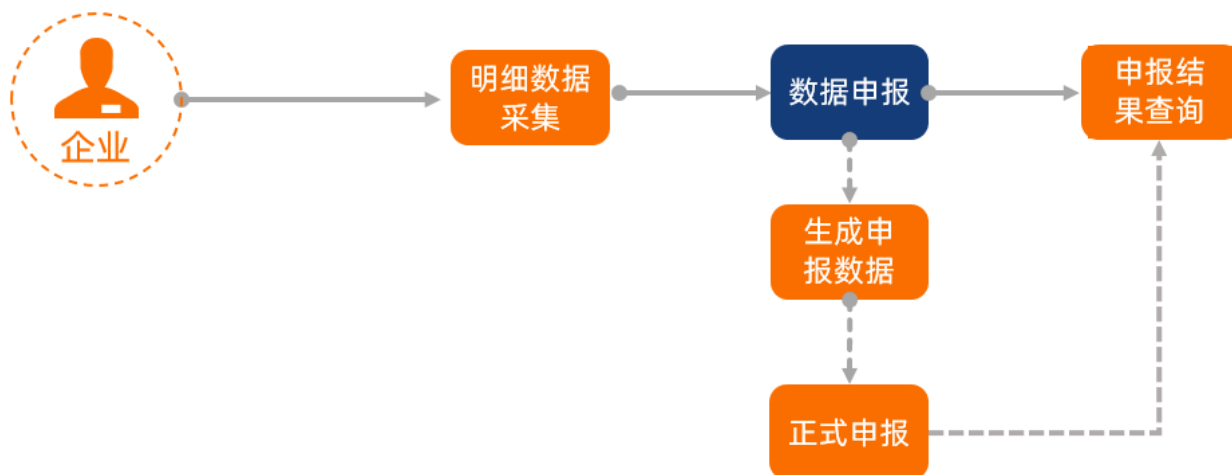 企业
明细数据
采集
数据申报
申报结
果查询
生成申
报数据
正式申报